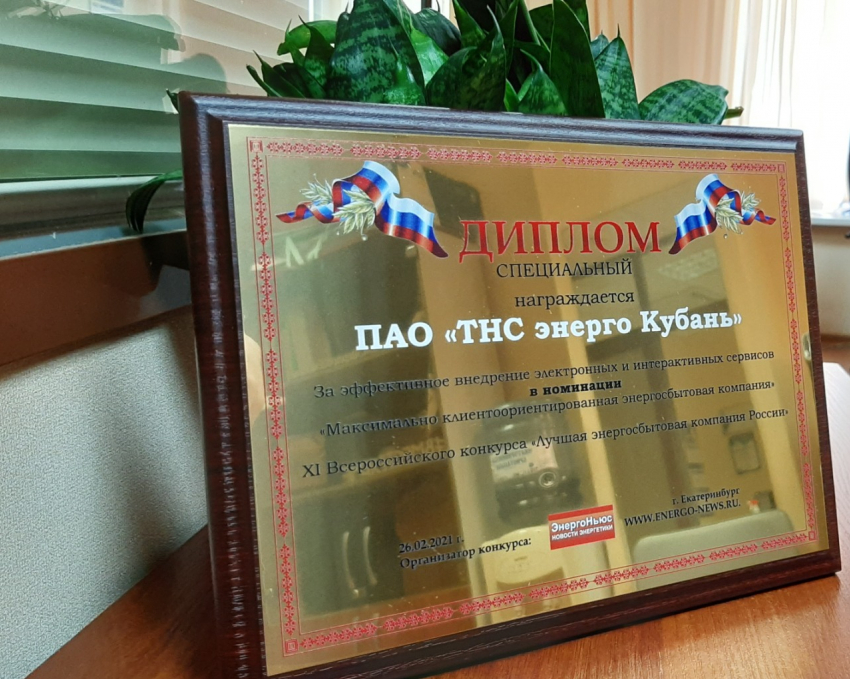 ДИПЛОМ
СПЕЦИАЛЬНЫЙ
награждается
ПАО «ТНС энерго Кубань»
За эффективное внедрение электронных и интерактивных сервисов
в номинации
«Максимально клиентоориентированная энергосбытовая компания»
XI Всероссийского конкурса «Лучшая энергосбытовая компания России»
26.02.2021 г.
Организатор конкурса:
ЭнергоНьюс
НОВОСТИ ЭНЕРГЕТИКИ
г. Екатеринбург
WWW.ENERGO-NEWS.RU.